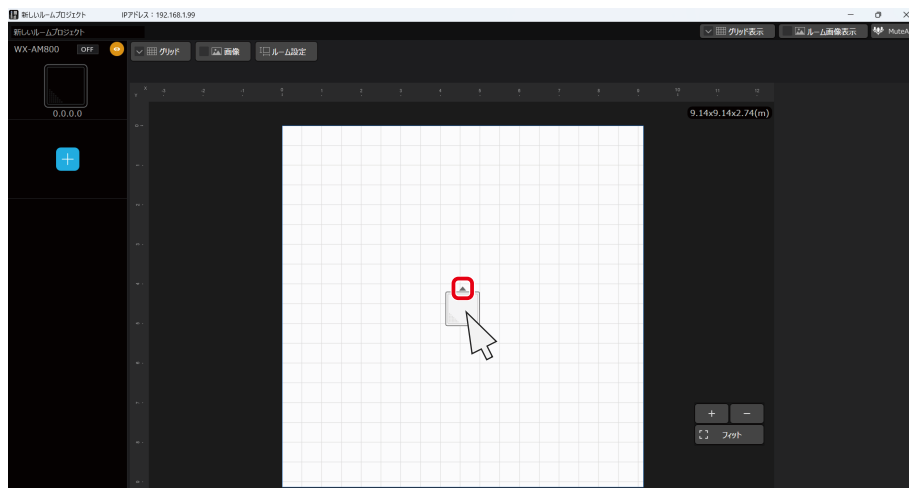 新しいルームプロジェクト IPアドレス：192.168.1.99
新しいルームプロジェクト グリッド表示 ルーム画像表示 MuteA
WX-AM800 OFF グリッド 画像 ルーム設定
0.0.0.0
9.14x9.14x2.74(m)
+ −
フィット